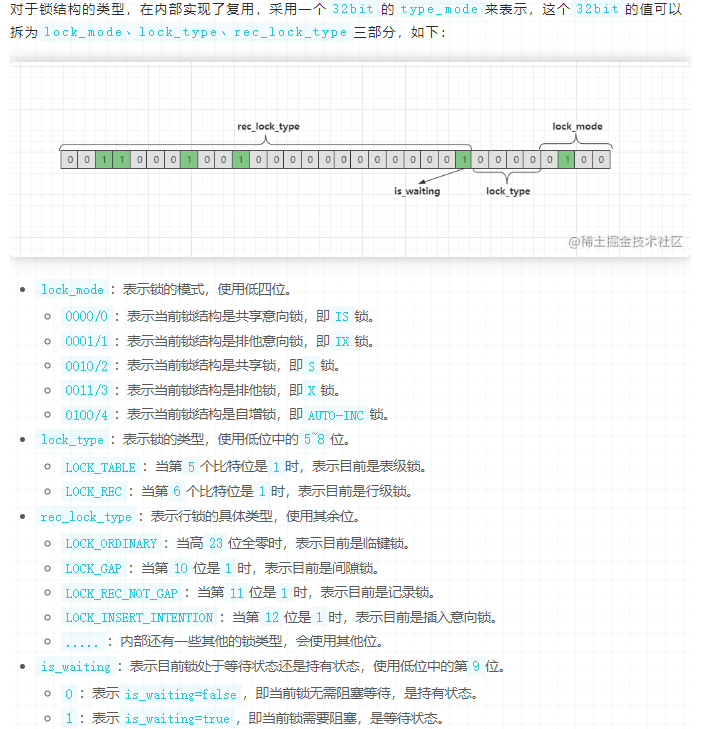 对于锁结构的类型，在内部实现了复用，采用一个 32bit 的 type_mode 来表示，这个 32bit 的值可以
拆为 lock_mode、lock_type、rec_lock_type 三部分，如下：
rec_lock_type
lock_mode
0 0 1 1 0 0 0 1 0 0 1 0 0 0 0 0 0 0 0 0 0 0 0 1 0 0 0 0 0 1 0 0
is_waiting
lock_type
@稀土掘金技术社区
• lock_mode：表示锁的模式，使用低四位。
◦ 0000/0：表示当前锁结构是共享意向锁，即 IS 锁。
◦ 0001/1：表示当前锁结构是排他意向锁，即 IX 锁。
◦ 0010/2：表示当前锁结构是共享锁，即 S 锁。
◦ 0011/3：表示当前锁结构是排他锁，即 X 锁。
◦ 0100/4：表示当前锁结构是自增锁，即 AUTO-INC 锁。
• lock_type：表示锁的类型，使用低位中的 5~8 位。
◦ LOCK_TABLE：当第 5 个比特位是 1 时，表示目前是表级锁。
◦ LOCK_REC：当第 6 个比特位是 1 时，表示目前是行级锁。
• rec_lock_type：表示行锁的具体类型，使用其余位。
◦ LOCK_ORDINARY：当高 23 位全零时，表示目前是临键锁。
◦ LOCK_GAP：当第 10 位是 1 时，表示目前是间隙锁。
◦ LOCK_REC_NOT_GAP：当第 11 位是 1 时，表示目前是记录锁。
◦ LOCK_INSERT_INTENTION：当第 12 位是 1 时，表示目前是插入意向锁。
◦ .....：内部还有一些其他的锁类型，会使用其他位。
• is_waiting：表示目前锁处于等待状态还是持有状态，使用低位中的第 9 位。
◦ 0：表示 is_waiting=false，即当前锁无需阻塞等待，是持有状态。
◦ 1：表示 is_waiting=true，即当前锁需要阻塞，是等待状态。